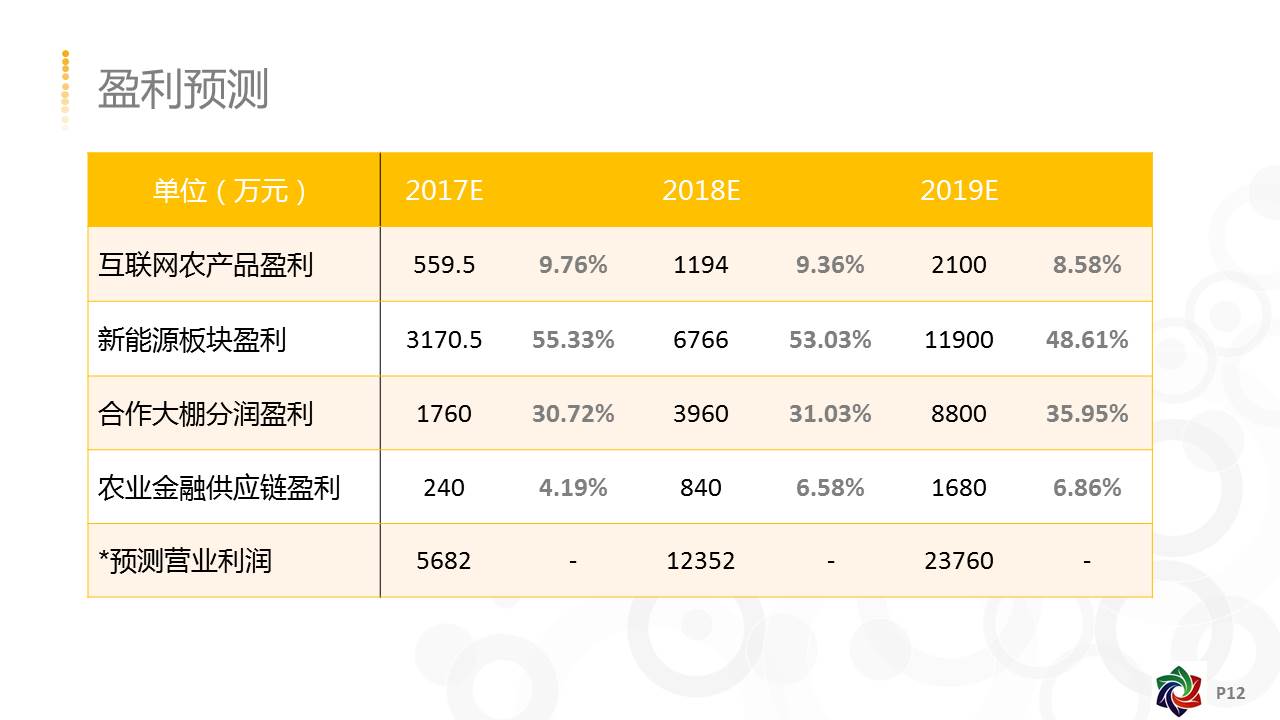 盈利预测
单位（万元） 2017E 2018E 2019E
互联网农产品盈利 559.5 9.76% 1194 9.36% 2100 8.58%
新能源板块盈利 3170.5 55.33% 6766 53.03% 11900 48.61%
合作大棚分润盈利 1760 30.72% 3960 31.03% 8800 35.95%
农业金融供应链盈利 240 4.19% 840 6.58% 1680 6.86%
*预测营业利润 5682 - 12352 - 23760 -
P12